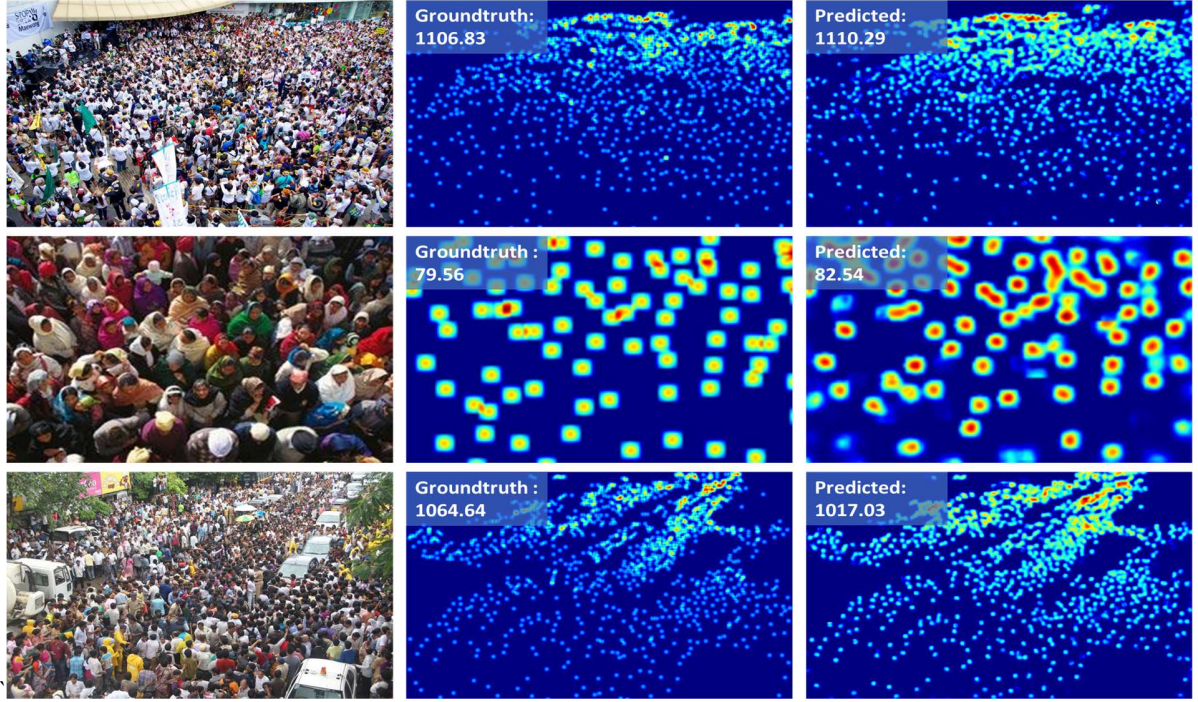 Groundtruth:
1106.83
Predicted:
1110.29
Groundtruth :
79.56
Predicted:
82.54
Groundtruth :
1064.64
Predicted:
1017.03